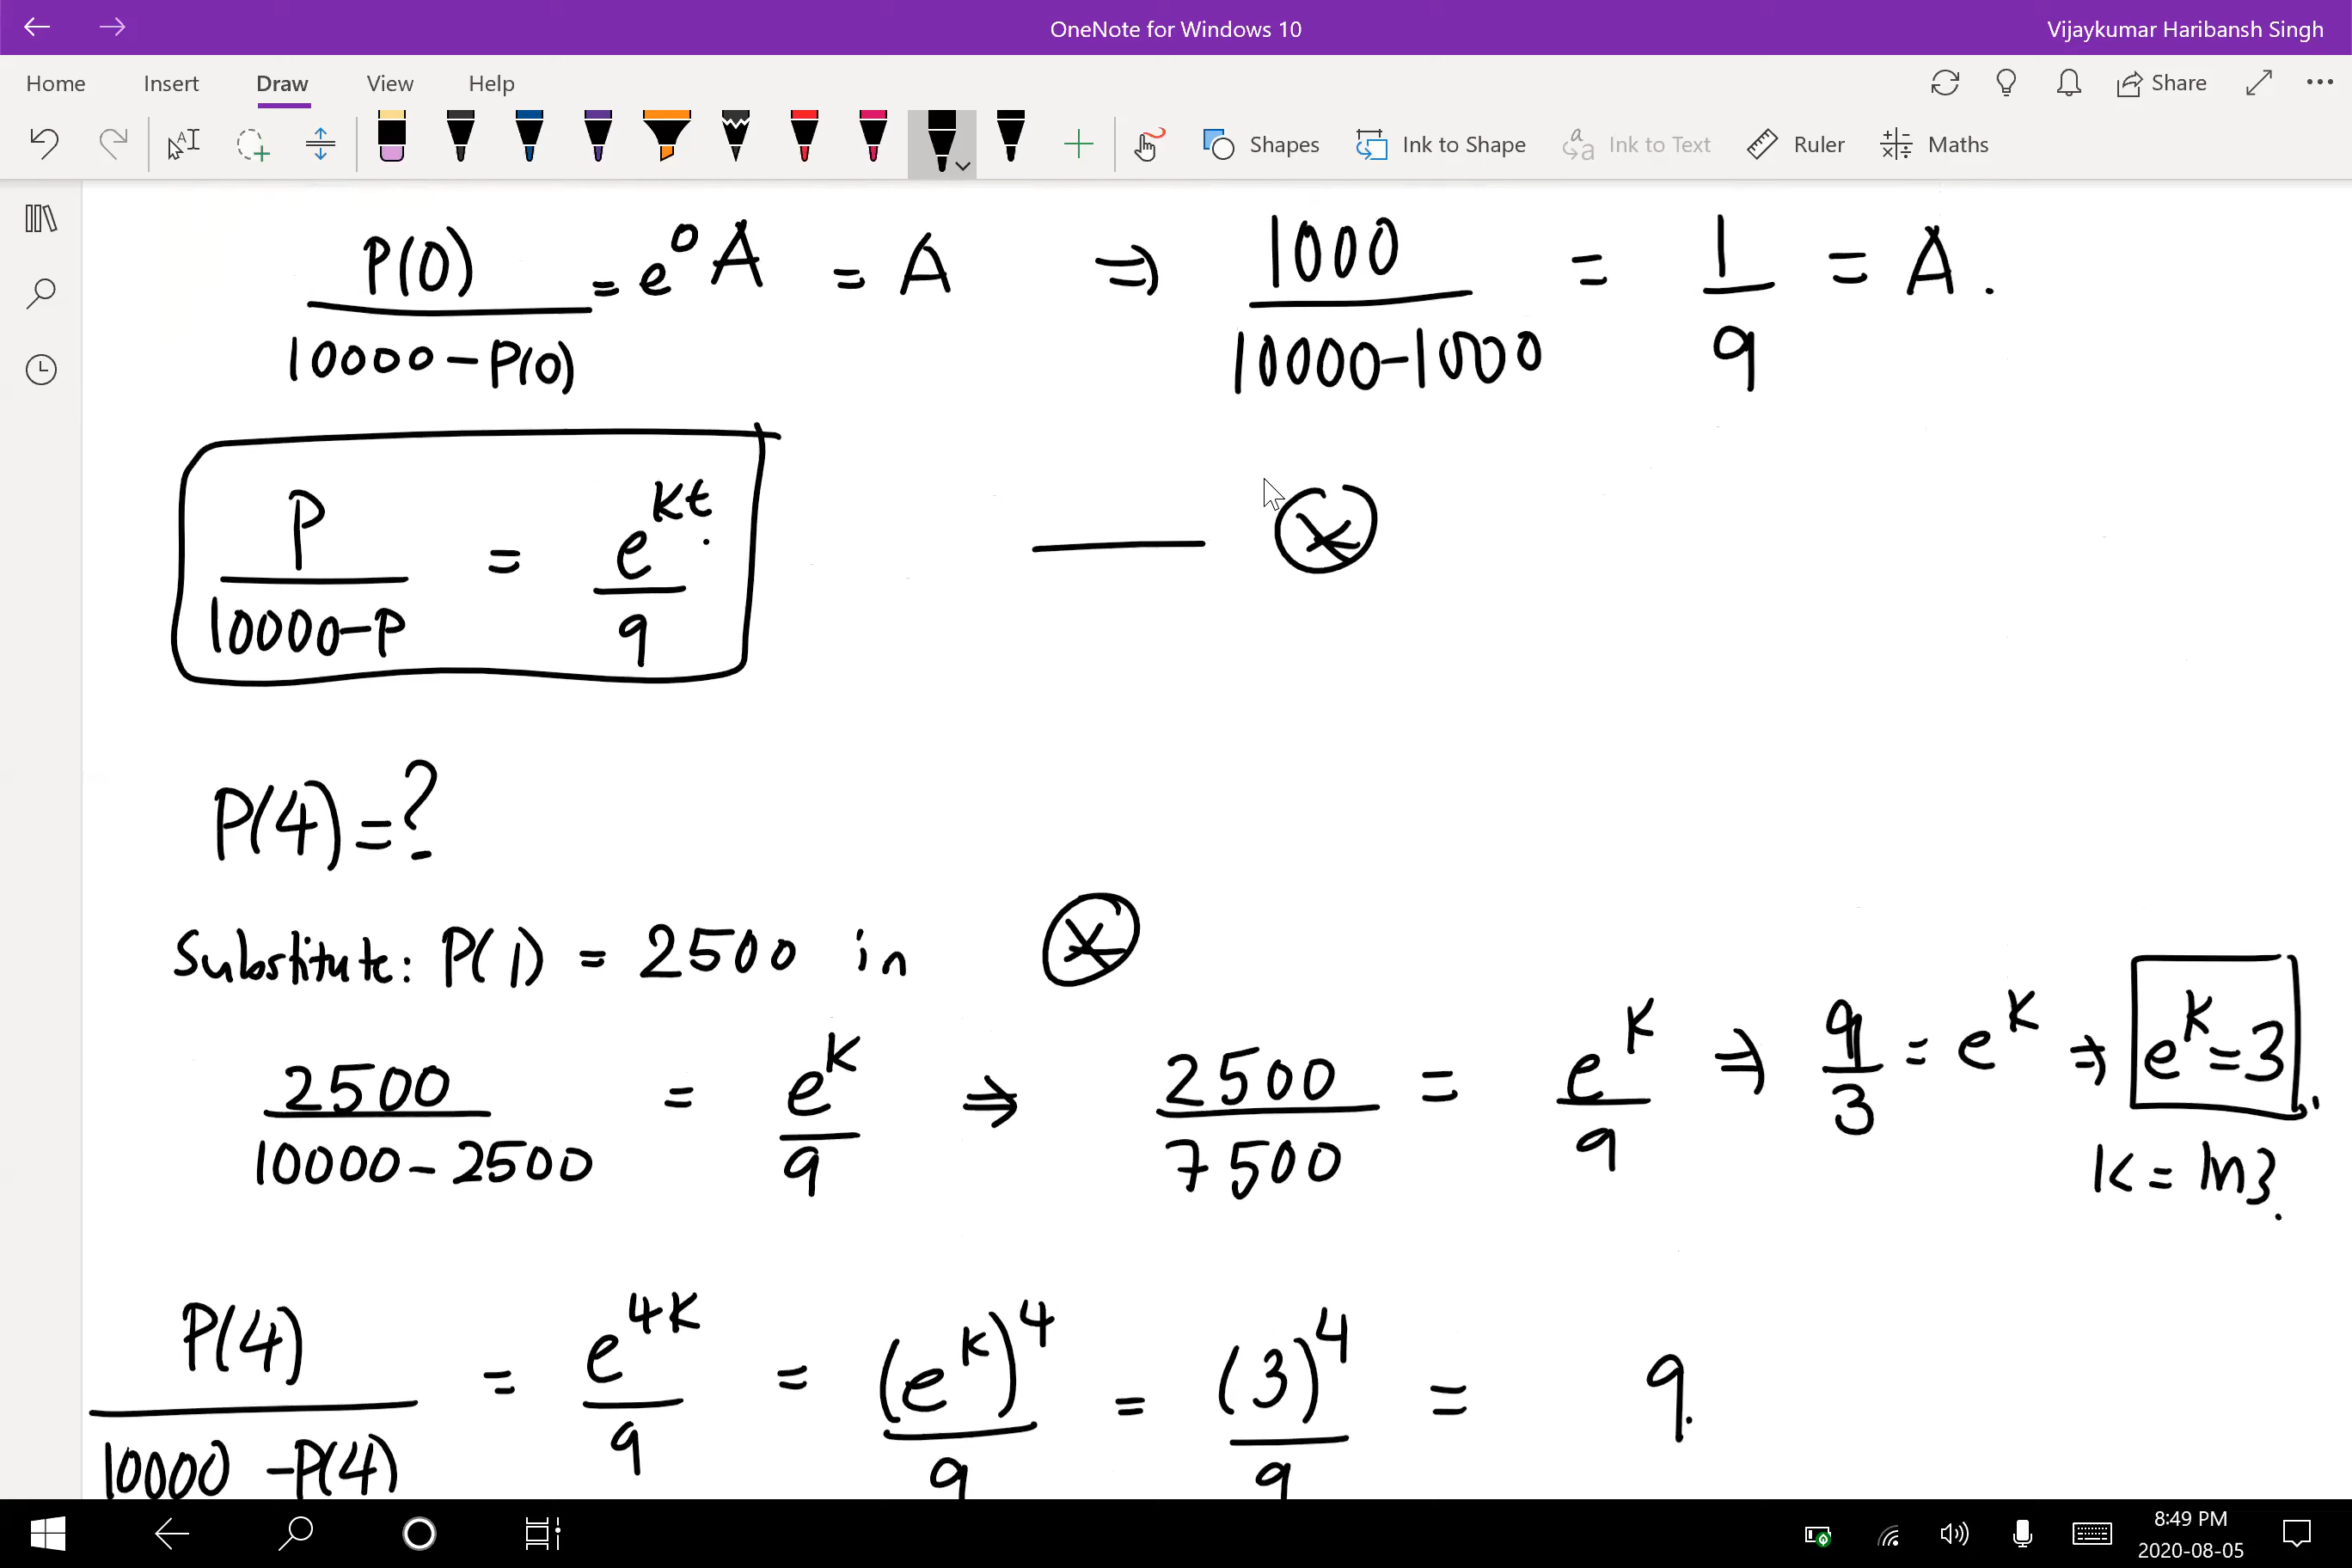 OneNote for Windows 10 Vijaykumar Haribansh Singh
Home Insert Draw View Help Share
Shapes Ink to Shape Ink to Text Ruler Maths
P(0)/(10000-P(0)) = e^0 A = A ⇒ 1000/(10000-1000) = 1/9 = A.
P/(10000-P) = e^(kt)/9 — ⊛
P(4)=?
Substitute: P(1) = 2500 in ⊛
2500/(10000-2500) = e^k/9 ⇒ 2500/7500 = e^k/9 ⇒ 9/3 = e^k ⇒ e^k=3.
K = ln3.
P(4)/(10000-P(4)) = e^(4k)/9 = (e^k)^4/9 = (3)^4/9 = 9.
8:49 PM
2020-08-05